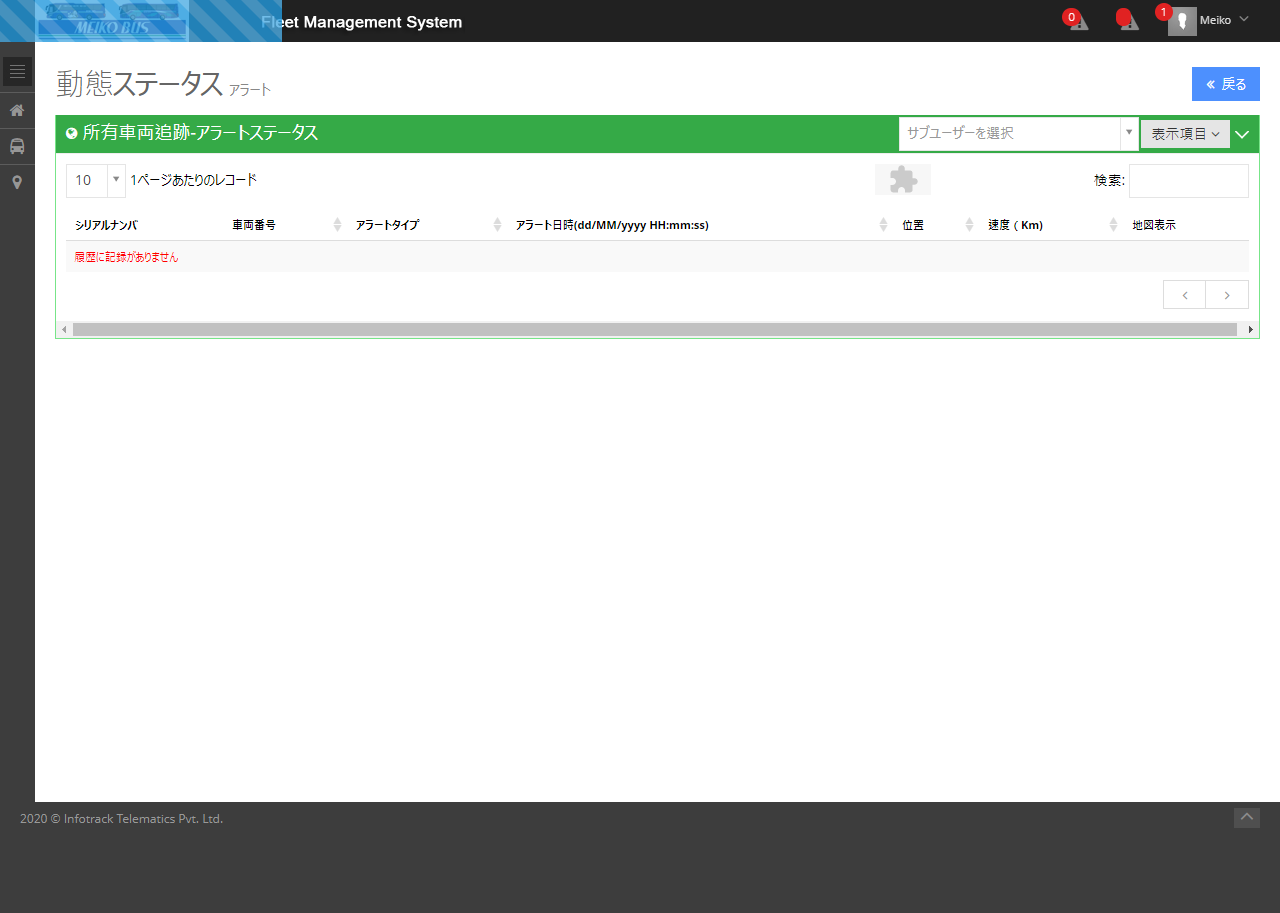 MEIKO BUS
Fleet Management System
0
1
Meiko
動態ステータス アラート
戻る
所有車両追跡-アラートステータス
サブユーザーを選択
表示項目
10 1ページあたりのレコード
検索:
シリアルナンバ 車両番号 アラートタイプ アラート日時(dd/MM/yyyy HH:mm:ss) 位置 速度 ( Km) 地図表示
履歴に記録がありません
2020 © Infotrack Telematics Pvt. Ltd.